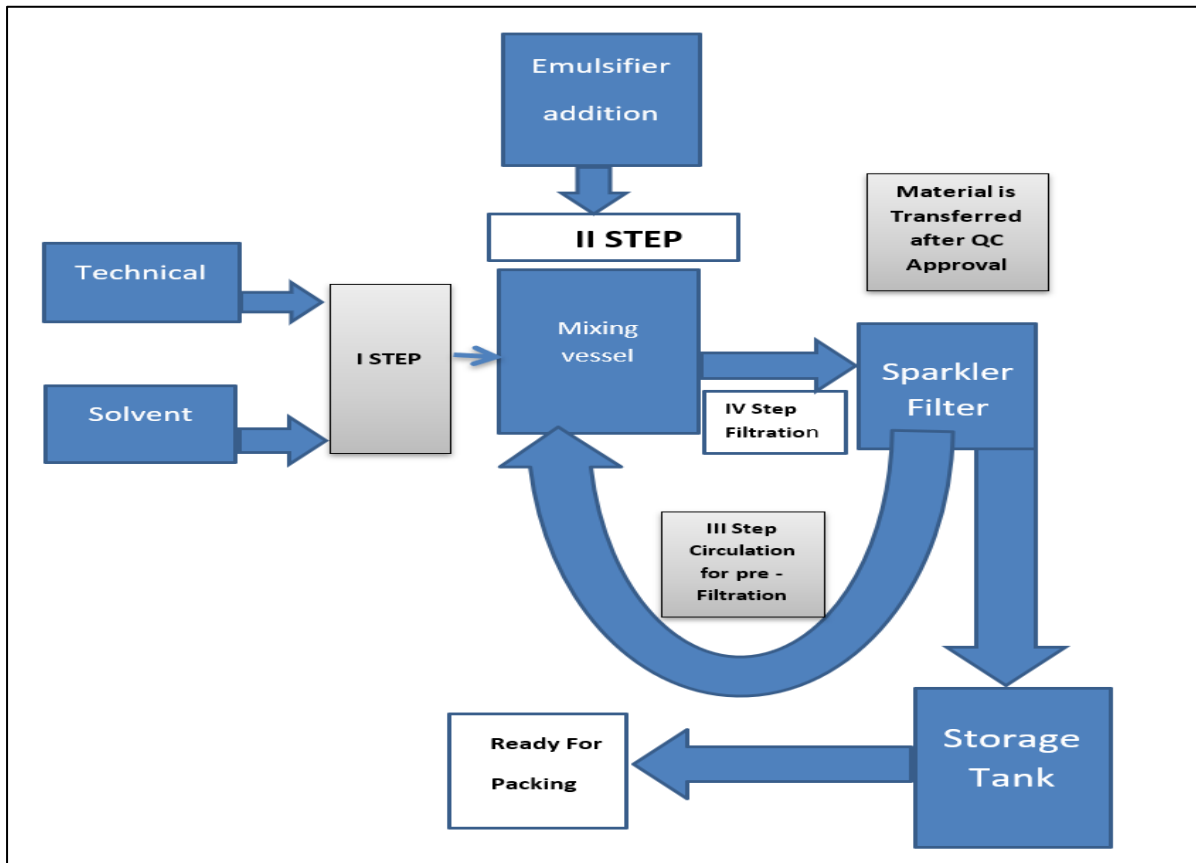 Emulsifier
addition
II STEP
Material is
Transferred
after QC
Approval
Technical
I STEP
Mixing
vessel
Sparkler
Filter
Solvent
IV Step
Filtration
III Step
Circulation
for pre -
Filtration
Ready For
Packing
Storage
Tank